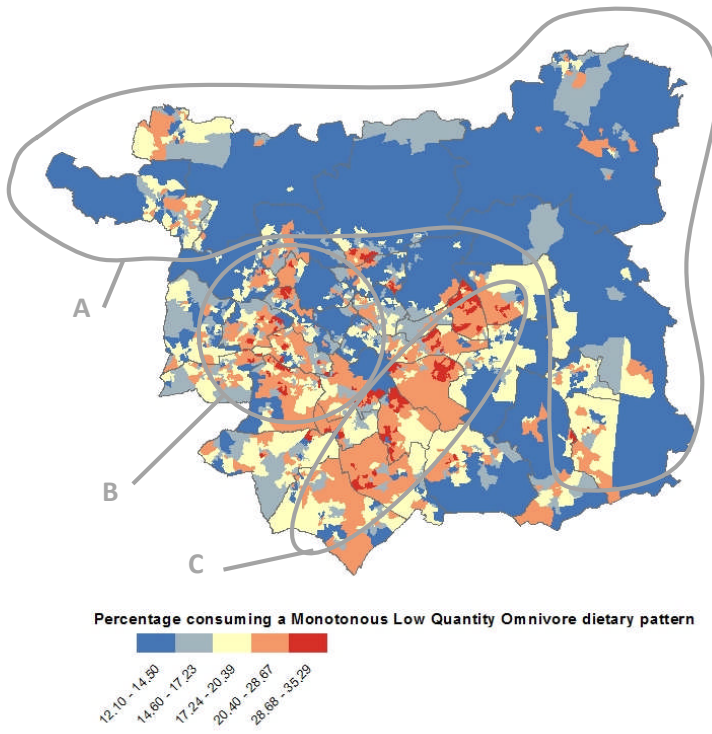 A
B
C
Percentage consuming a Monotonous Low Quantity Omnivore dietary pattern
12.10 - 14.50
14.60 - 17.23
17.24 - 20.39
20.40 - 28.67
28.68 - 35.29